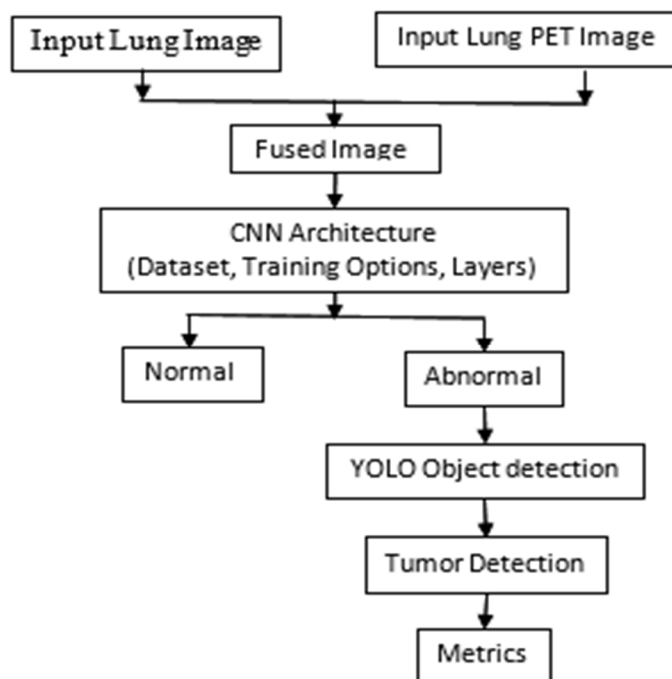 Input Lung Image
Input Lung PET Image
Fused Image
CNN Architecture
(Dataset, Training Options, Layers)
Normal
Abnormal
YOLO Object detection
Tumor Detection
Metrics